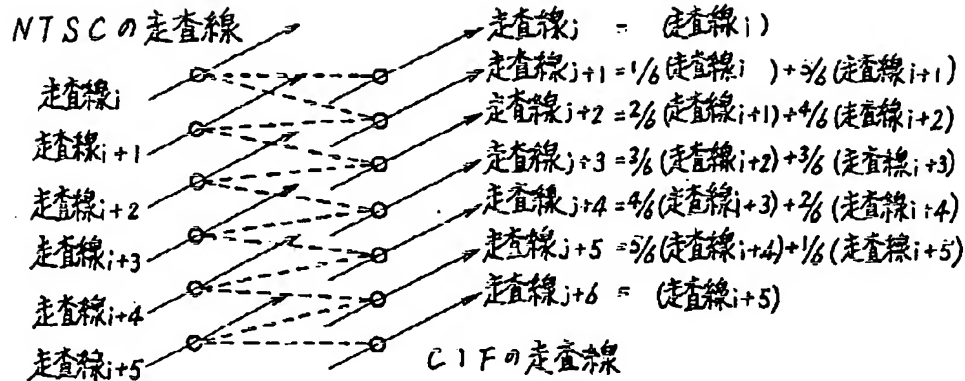 NTSCの走査線
走査線i
走査線i+1
走査線i+2
走査線i+3
走査線i+4
走査線i+5
走査線j = (走査線i)
走査線j+1 = 1/6(走査線i ) + 5/6(走査線i+1)
走査線j+2 = 2/6(走査線i+1) + 4/6(走査線i+2)
走査線j+3 = 3/6(走査線i+2) + 3/6(走査線i+3)
走査線j+4 = 4/6(走査線i+3) + 2/6(走査線i+4)
走査線j+5 = 5/6(走査線i+4) + 1/6(走査線i+5)
走査線j+6 = (走査線i+5)
CIFの走査線